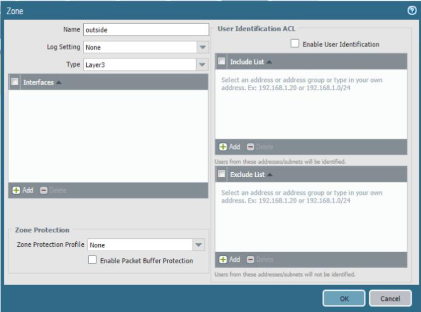 Zone
Name outside
Log Setting None
Type Layer3
Interfaces
Add Delete
Zone Protection
Zone Protection Profile None
Enable Packet Buffer Protection
User Identification ACL
Enable User Identification
Include List
Select an address or address group or type in your own
address. Ex: 192.168.1.20 or 192.168.1.0/24
Add Delete
Users from these addresses/subnets will be identified.
Exclude List
Select an address or address group or type in your own
address. Ex: 192.168.1.20 or 192.168.1.0/24
Add Delete
Users from these addresses/subnets will not be identified.
OK Cancel